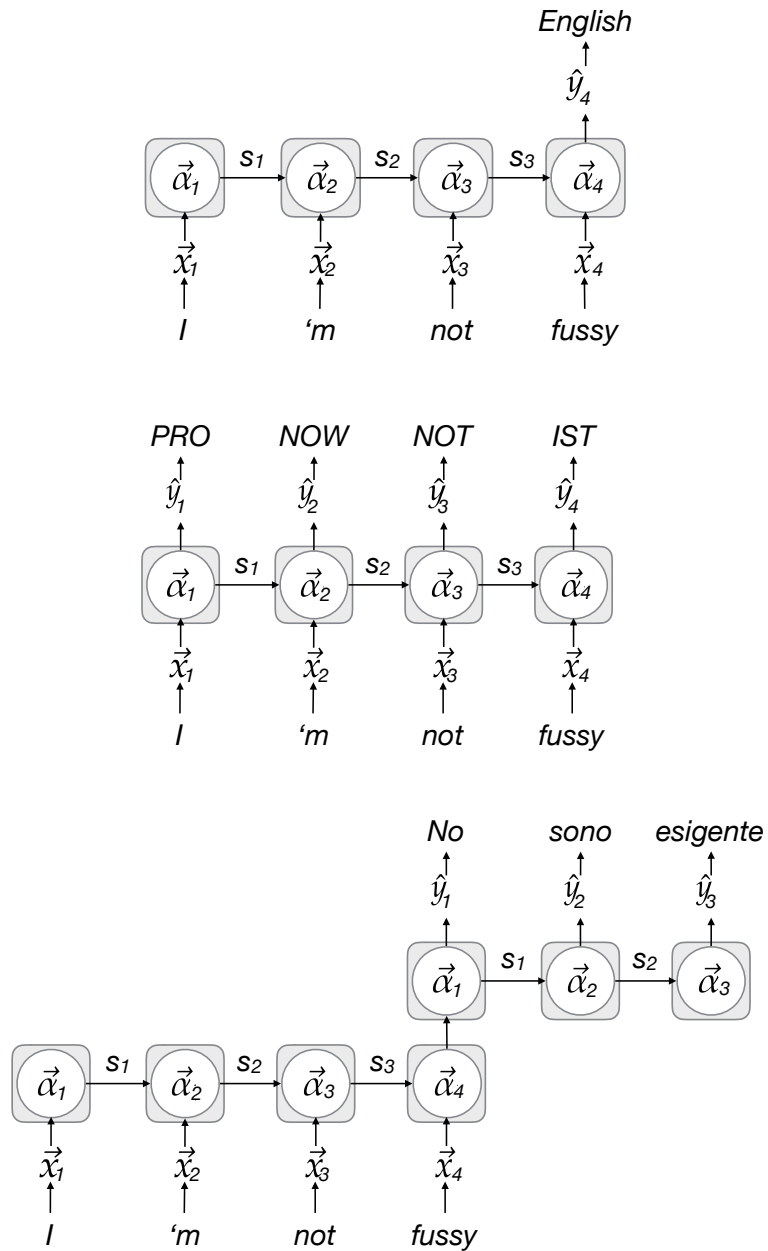 English
ŷ₄
s₁ s₂ s₃
α⃗₁ α⃗₂ α⃗₃ α⃗₄
x⃗₁ x⃗₂ x⃗₃ x⃗₄
I ‘m not fussy
PRO NOW NOT IST
ŷ₁ ŷ₂ ŷ₃ ŷ₄
s₁ s₂ s₃
α⃗₁ α⃗₂ α⃗₃ α⃗₄
x⃗₁ x⃗₂ x⃗₃ x⃗₄
I ‘m not fussy
No sono esigente
ŷ₁ ŷ₂ ŷ₃
s₁ s₂
α⃗₁ α⃗₂ α⃗₃
s₁ s₂ s₃
α⃗₁ α⃗₂ α⃗₃ α⃗₄
x⃗₁ x⃗₂ x⃗₃ x⃗₄
I ‘m not fussy